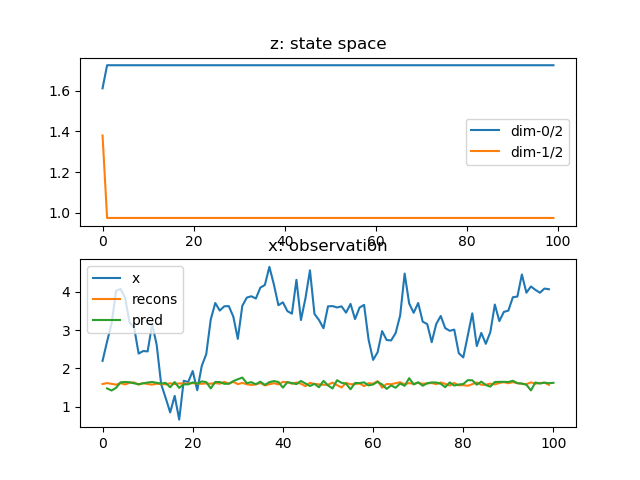 z: state space
1.6
1.4
1.2
1.0
dim-0/2
dim-1/2
0 20 40 60 80 100
x: observation
4
3
2
1
x
recons
pred
0 20 40 60 80 100